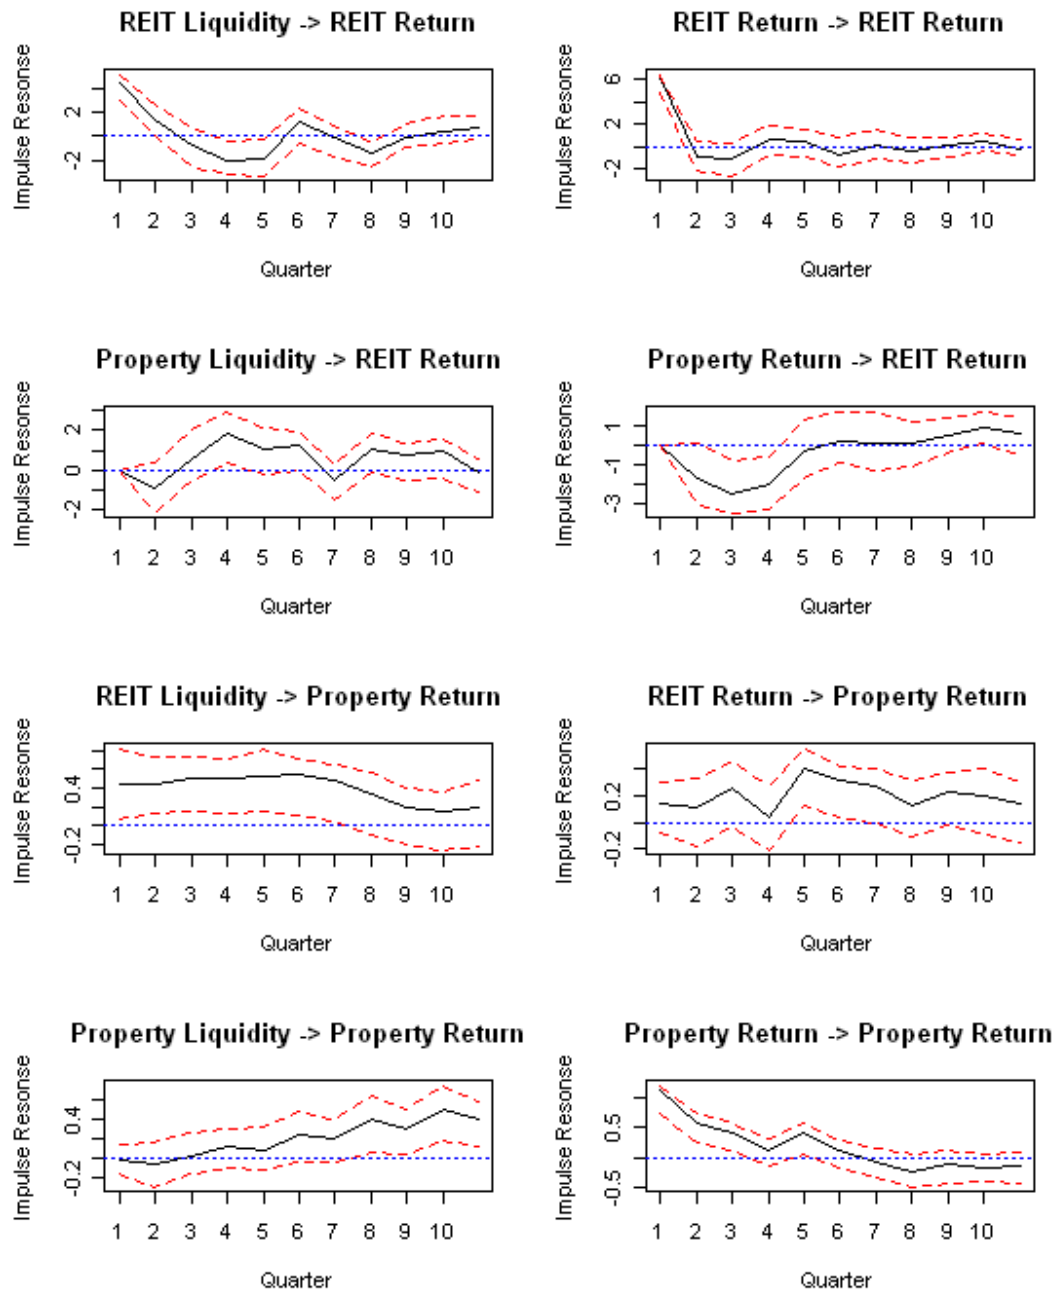 REIT Liquidity -> REIT Return
Impulse Resonse
2
-2
1 2 3 4 5 6 7 8 9 10
Quarter
REIT Return -> REIT Return
Impulse Resonse
6
2
-2
1 2 3 4 5 6 7 8 9 10
Quarter
Property Liquidity -> REIT Return
Impulse Resonse
2
0
-2
1 2 3 4 5 6 7 8 9 10
Quarter
Property Return -> REIT Return
Impulse Resonse
1
-1
-3
1 2 3 4 5 6 7 8 9 10
Quarter
REIT Liquidity -> Property Return
Impulse Resonse
0.4
-0.2
1 2 3 4 5 6 7 8 9 10
Quarter
REIT Return -> Property Return
Impulse Resonse
0.2
-0.2
1 2 3 4 5 6 7 8 9 10
Quarter
Property Liquidity -> Property Return
Impulse Resonse
0.4
-0.2
1 2 3 4 5 6 7 8 9 10
Quarter
Property Return -> Property Return
Impulse Resonse
0.5
-0.5
1 2 3 4 5 6 7 8 9 10
Quarter